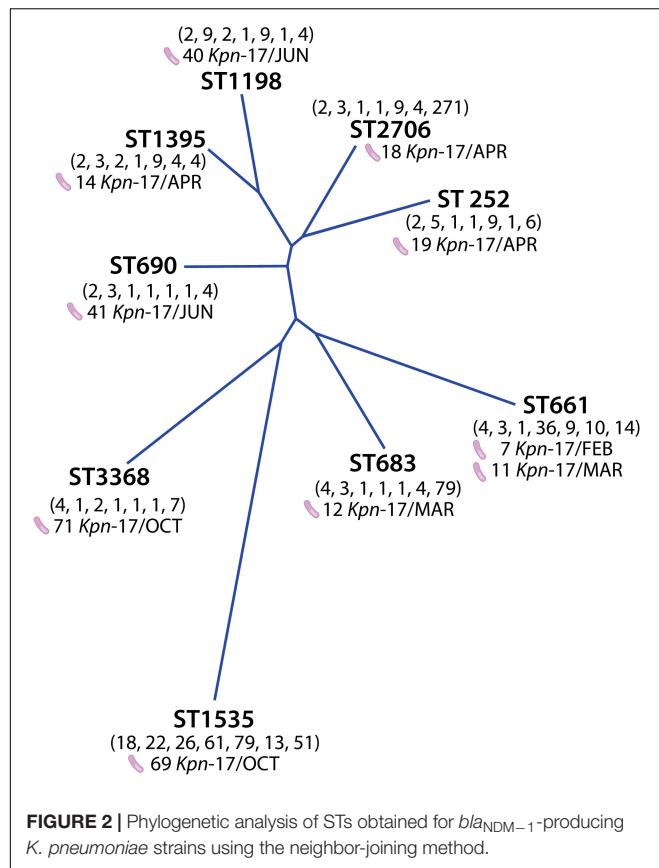 (2, 9, 2, 1, 9, 1, 4)
40 Kpn-17/JUN
ST1198
(2, 3, 1, 1, 9, 4, 271)
ST2706
18 Kpn-17/APR
ST1395
(2, 3, 2, 1, 9, 4, 4)
14 Kpn-17/APR
ST 252
(2, 5, 1, 1, 9, 1, 6)
19 Kpn-17/APR
ST690
(2, 3, 1, 1, 1, 1, 4)
41 Kpn-17/JUN
ST661
(4, 3, 1, 36, 9, 10, 14)
7 Kpn-17/FEB
11 Kpn-17/MAR
ST683
(4, 3, 1, 1, 1, 4, 79)
12 Kpn-17/MAR
ST3368
(4, 1, 2, 1, 1, 1, 7)
71 Kpn-17/OCT
ST1535
(18, 22, 26, 61, 79, 13, 51)
69 Kpn-17/OCT
FIGURE 2 | Phylogenetic analysis of STs obtained for blaNDM−1-producing
K. pneumoniae strains using the neighbor-joining method.